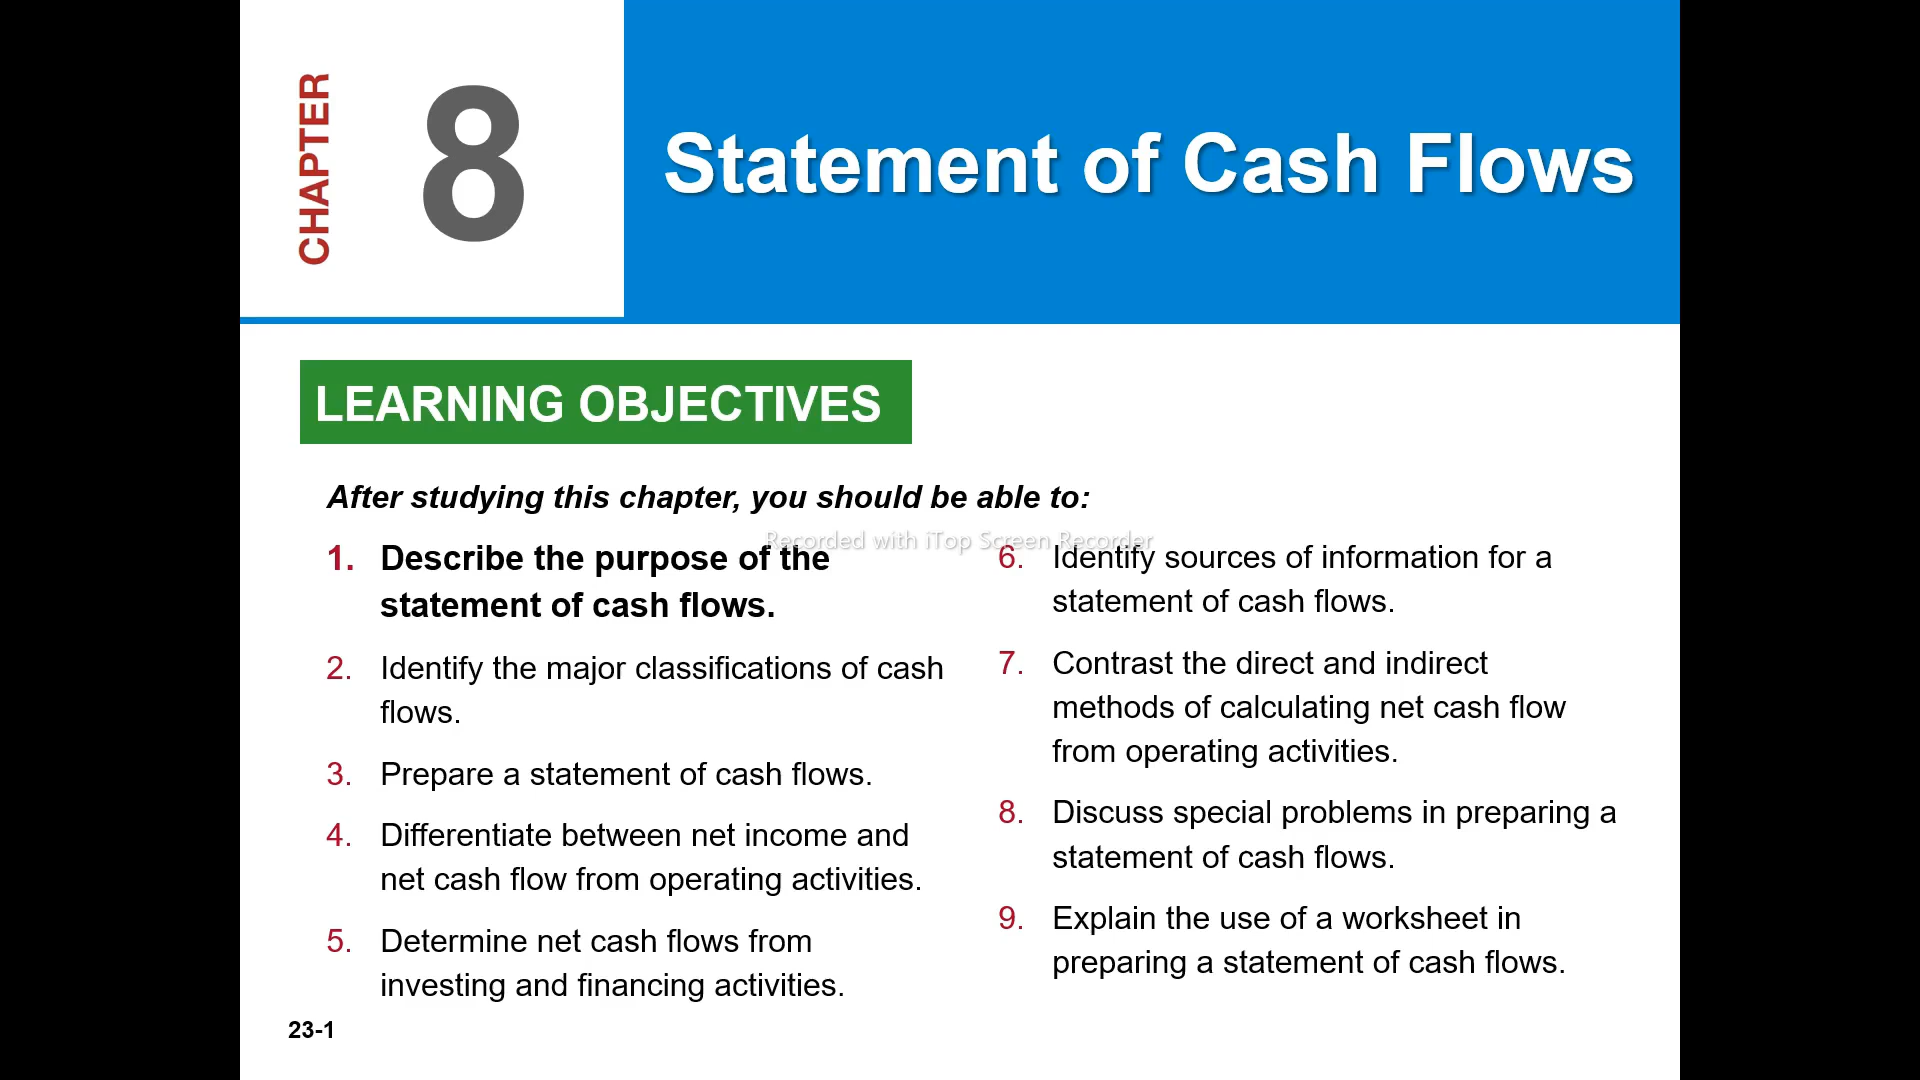 CHAPTER
8
Statement of Cash Flows
LEARNING OBJECTIVES
After studying this chapter, you should be able to:
Recorded with iTop Screen Recorder
1. Describe the purpose of the
statement of cash flows.
2. Identify the major classifications of cash
flows.
3. Prepare a statement of cash flows.
4. Differentiate between net income and
net cash flow from operating activities.
5. Determine net cash flows from
investing and financing activities.
6. Identify sources of information for a
statement of cash flows.
7. Contrast the direct and indirect
methods of calculating net cash flow
from operating activities.
8. Discuss special problems in preparing a
statement of cash flows.
9. Explain the use of a worksheet in
preparing a statement of cash flows.
23-1